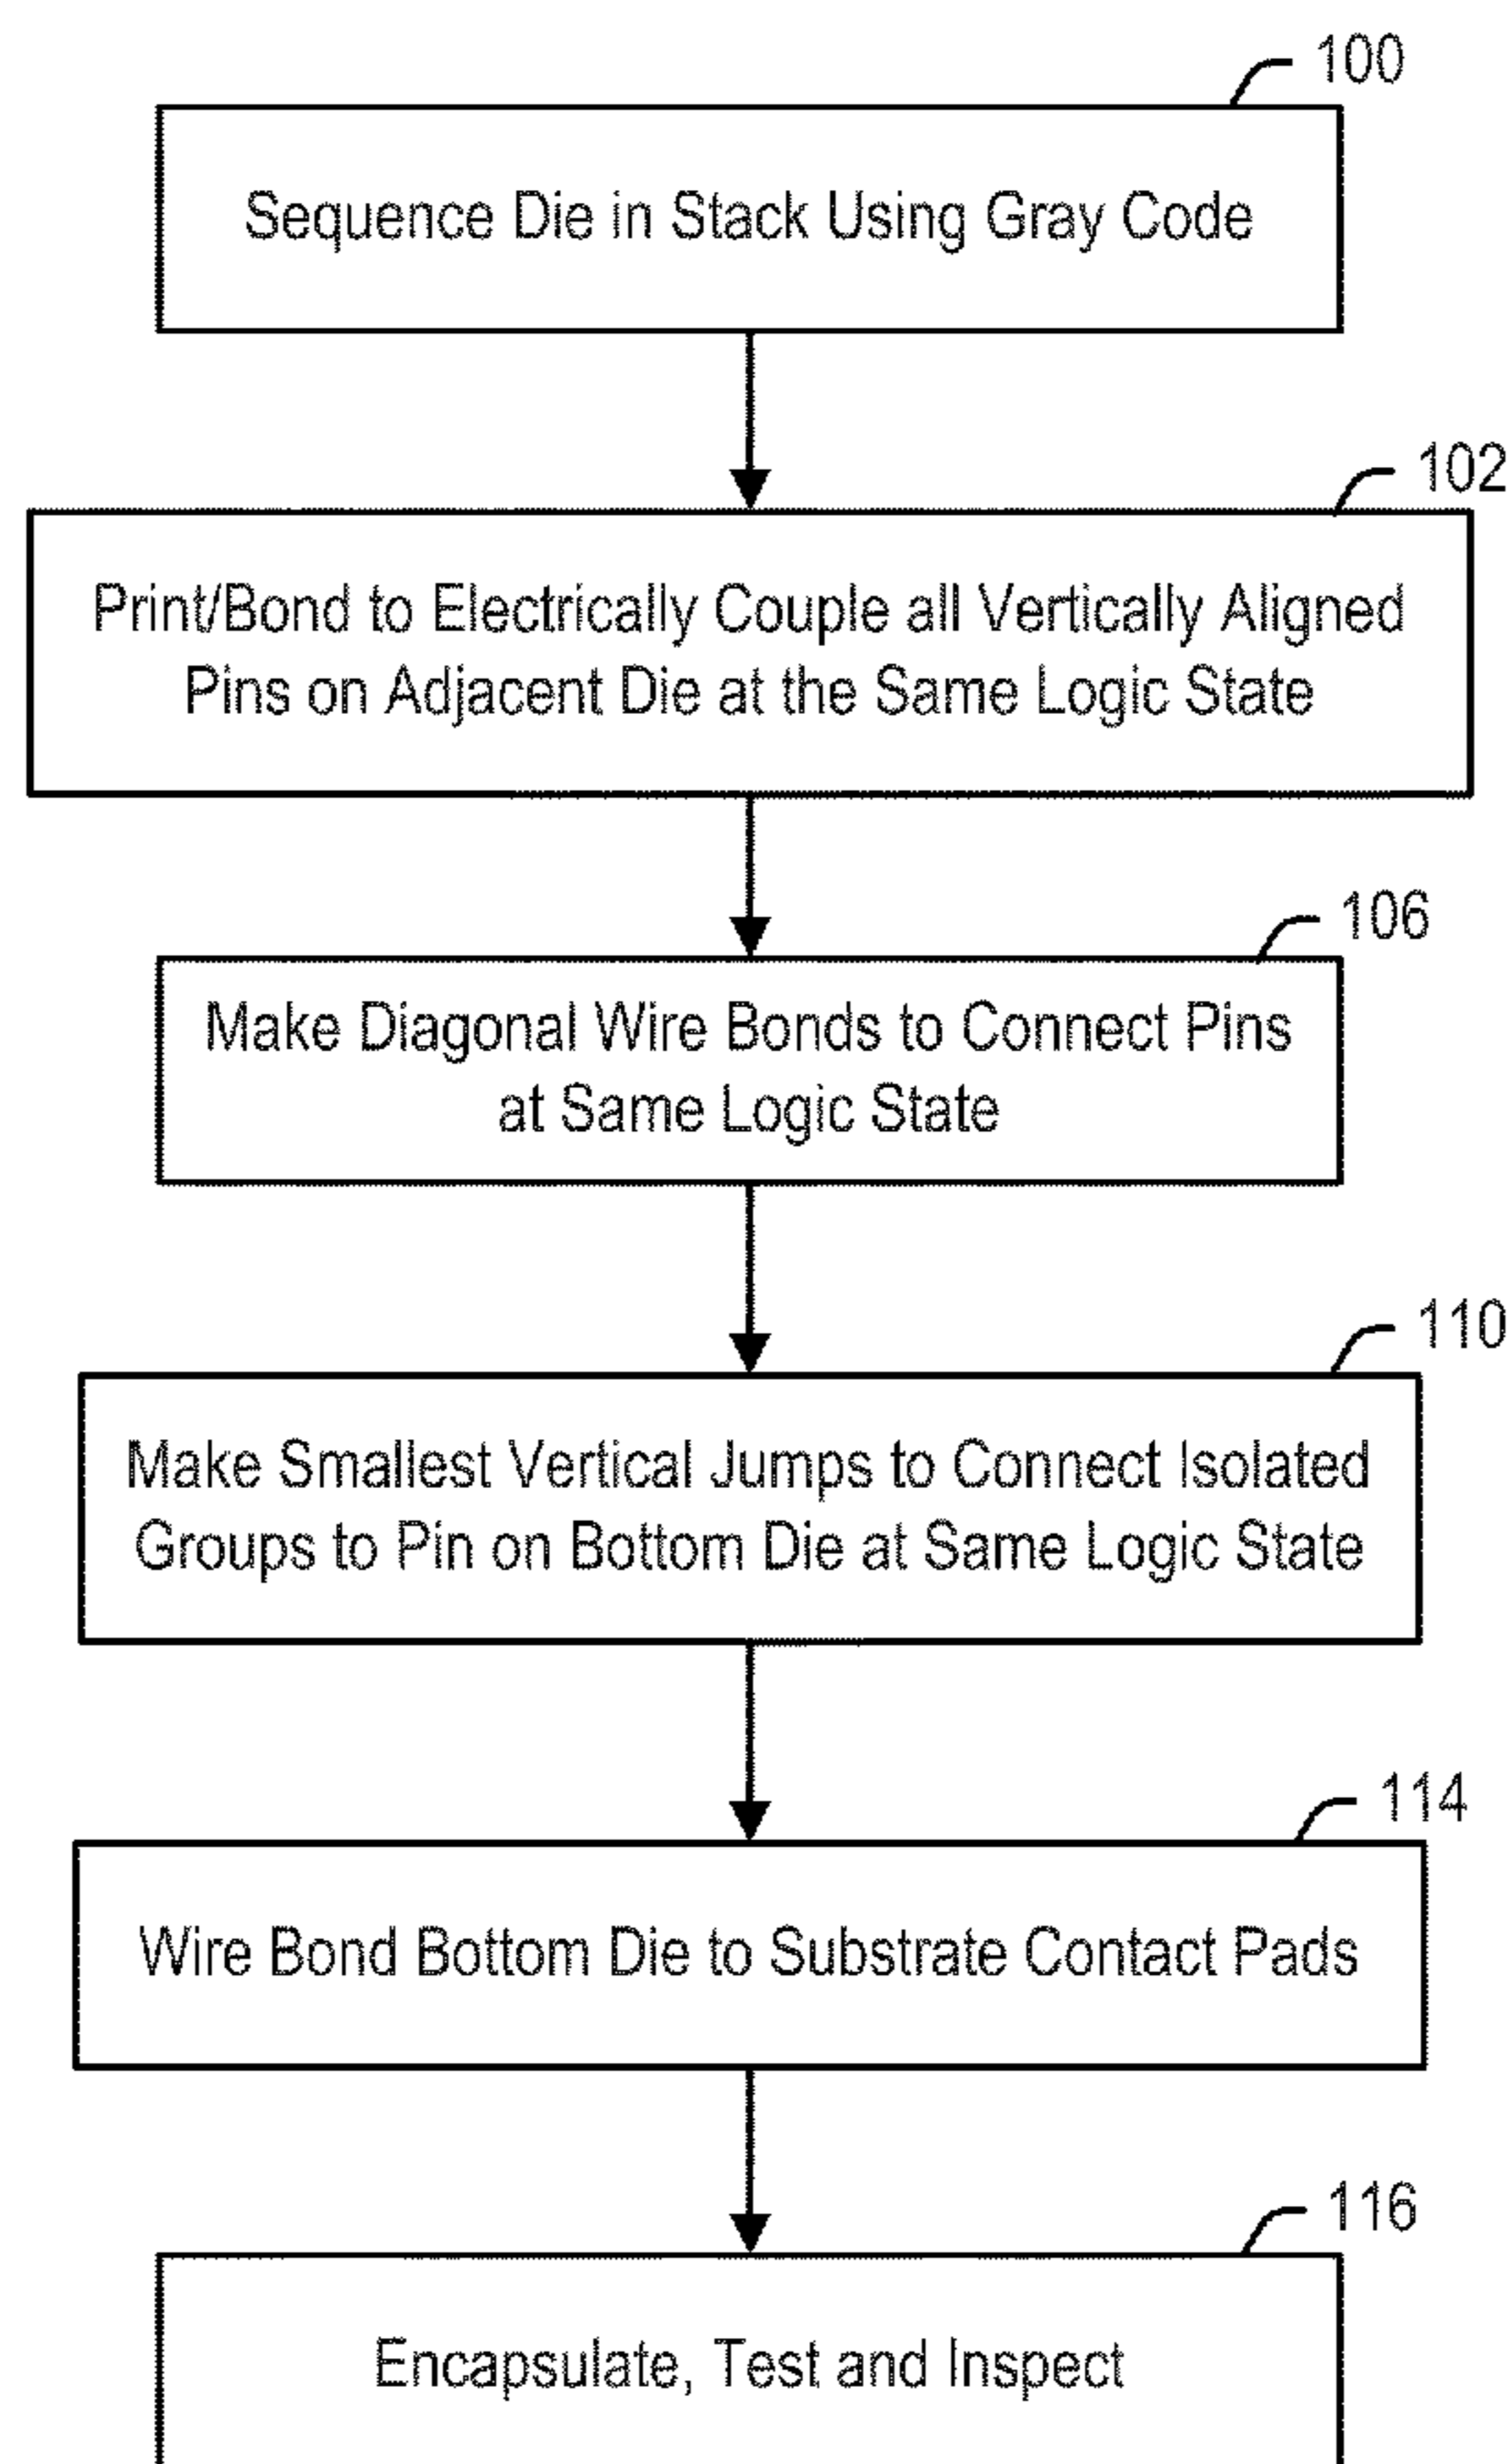 100
Sequence Die in Stack Using Gray Code
102
Print/Bond to Electrically Couple all Vertically Aligned
Pins on Adjacent Die at the Same Logic State
106
Make Diagonal Wire Bonds to Connect Pins
at Same Logic State
110
Make Smallest Vertical Jumps to Connect Isolated
Groups to Pin on Bottom Die at Same Logic State
114
Wire Bond Bottom Die to Substrate Contact Pads
116
Encapsulate, Test and Inspect